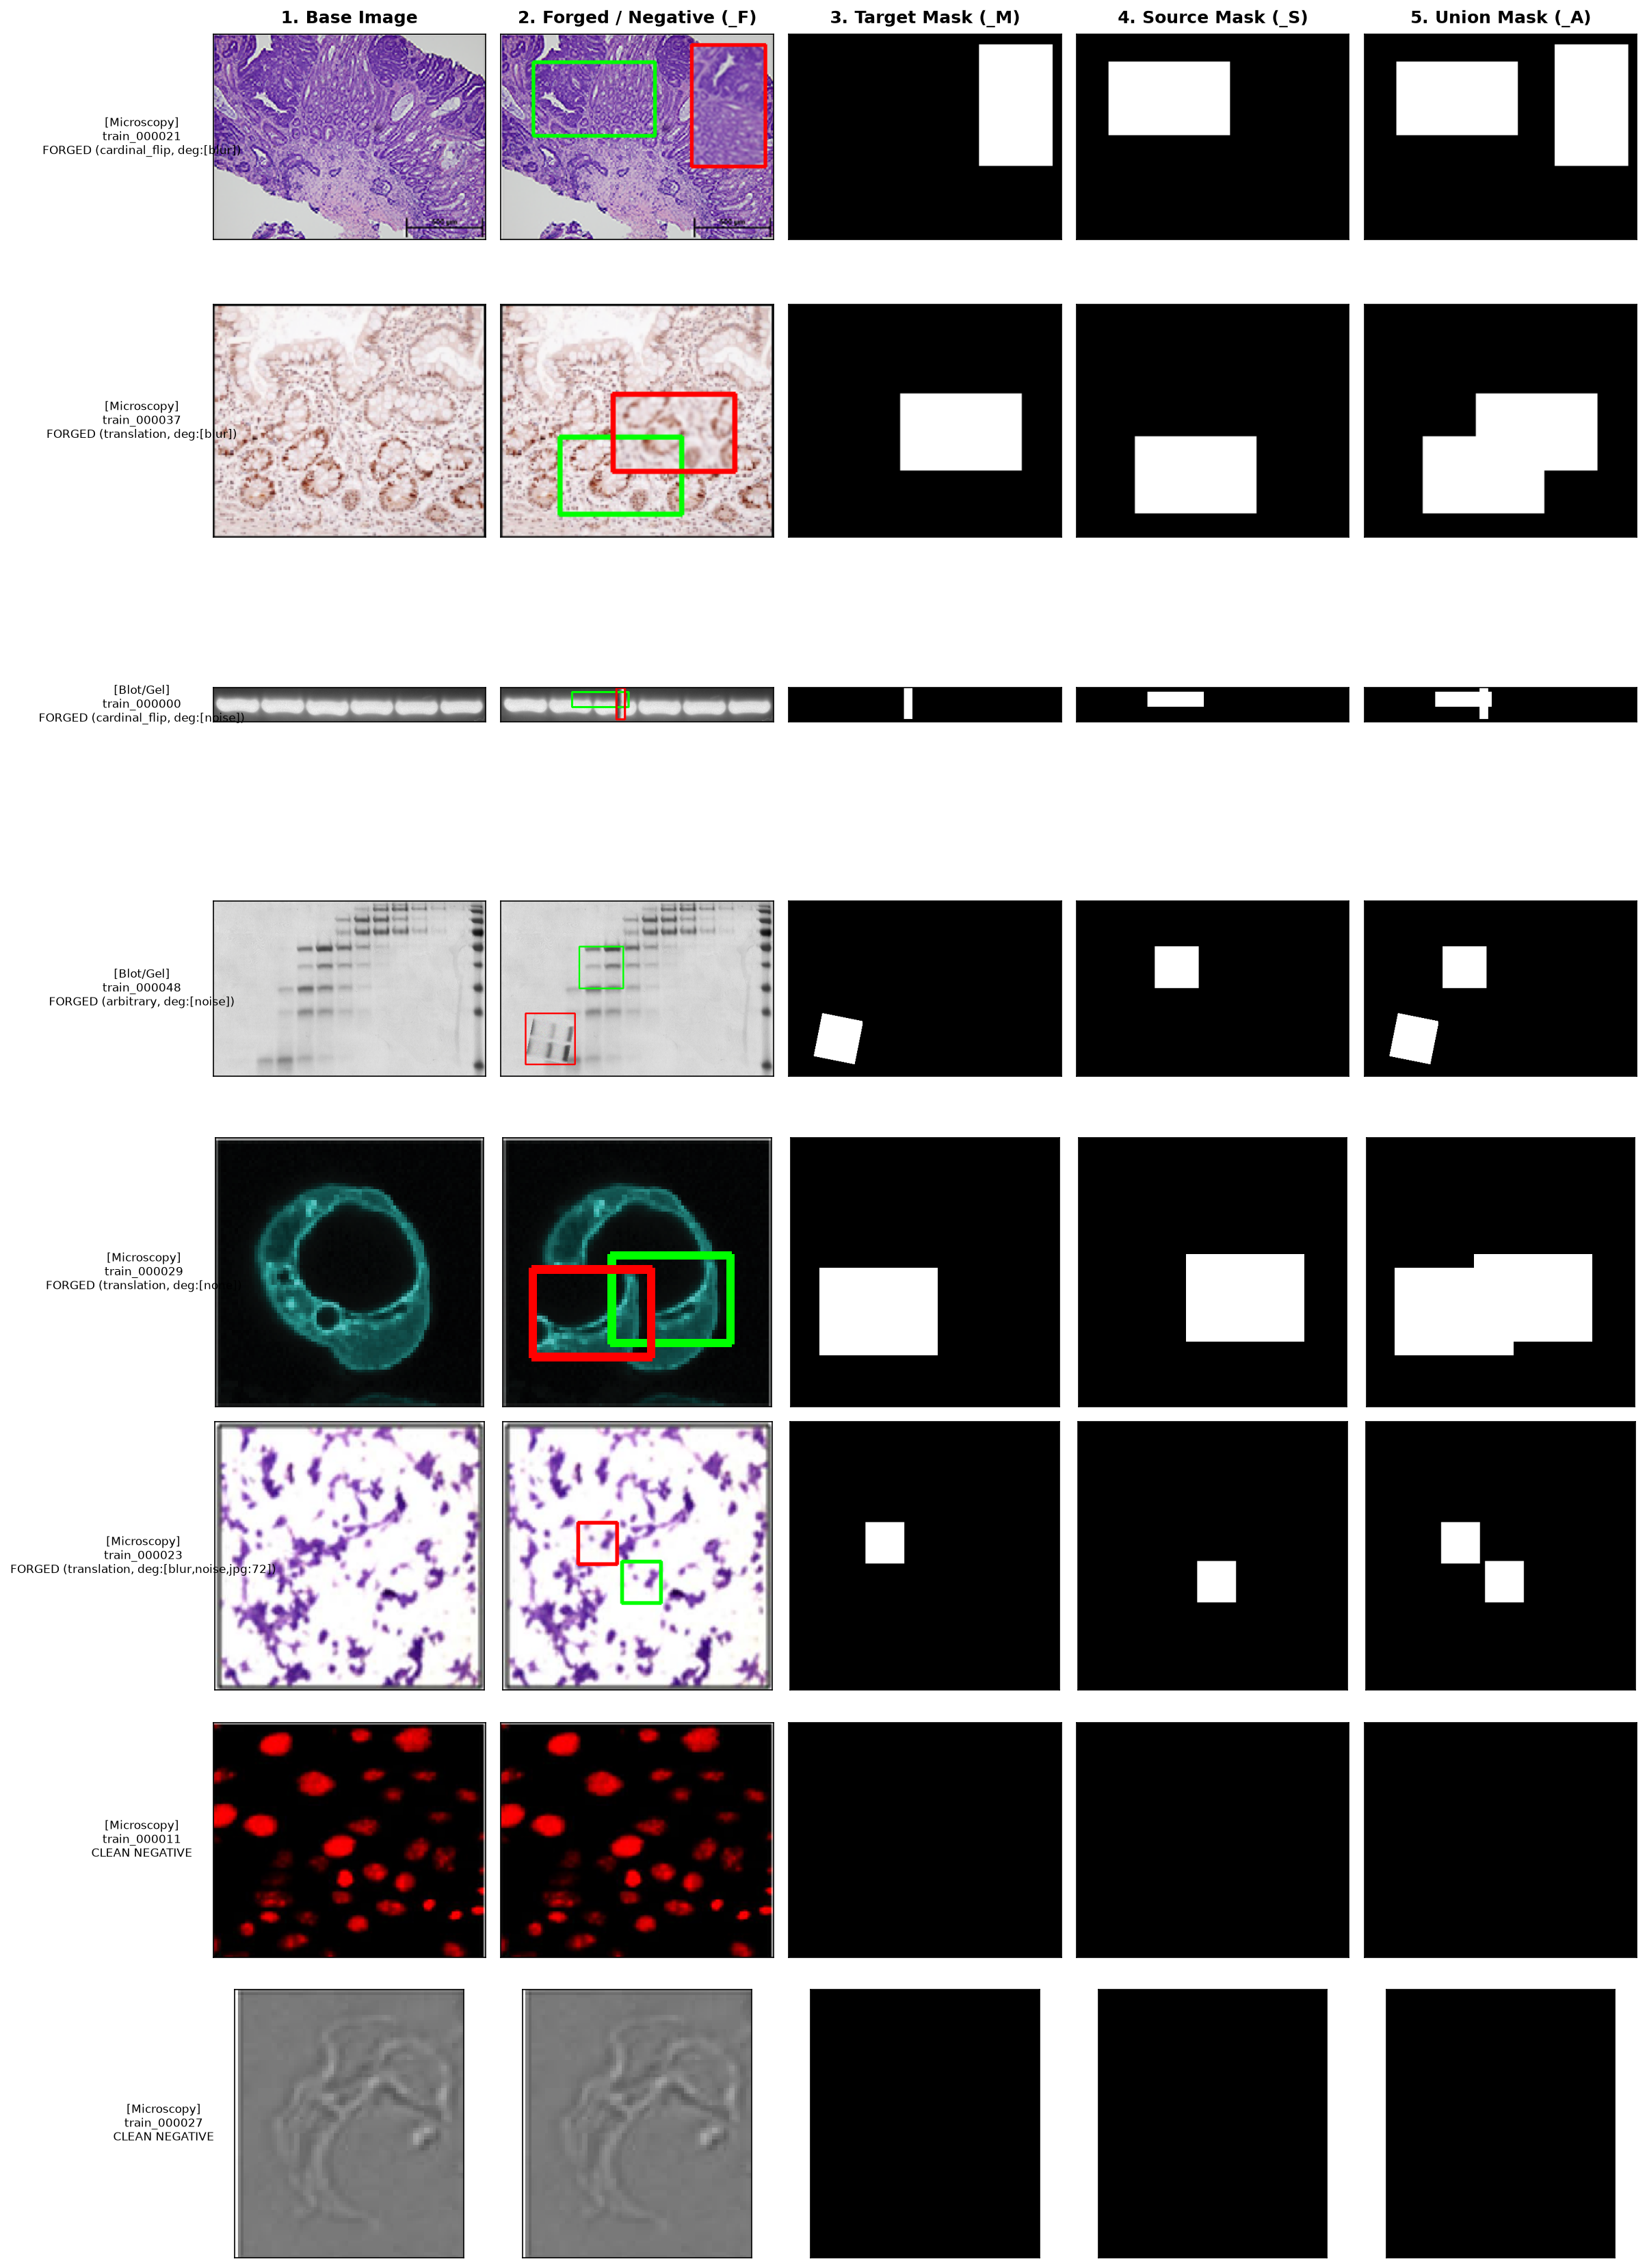 1. Base Image
2. Forged / Negative (_F)
3. Target Mask (_M)
4. Source Mask (_S)
5. Union Mask (_A)
[Microscopy]
train_000021
FORGED (cardinal_flip, deg:[blur])
[Microscopy]
train_000037
FORGED (translation, deg:[blur])
[Blot/Gel]
train_000000
FORGED (cardinal_flip, deg:[noise])
[Blot/Gel]
train_000048
FORGED (arbitrary, deg:[noise])
[Microscopy]
train_000029
FORGED (translation, deg:[noise])
[Microscopy]
train_000023
FORGED (translation, deg:[blur,noise,jpg:72])
[Microscopy]
train_000011
CLEAN NEGATIVE
[Microscopy]
train_000027
CLEAN NEGATIVE